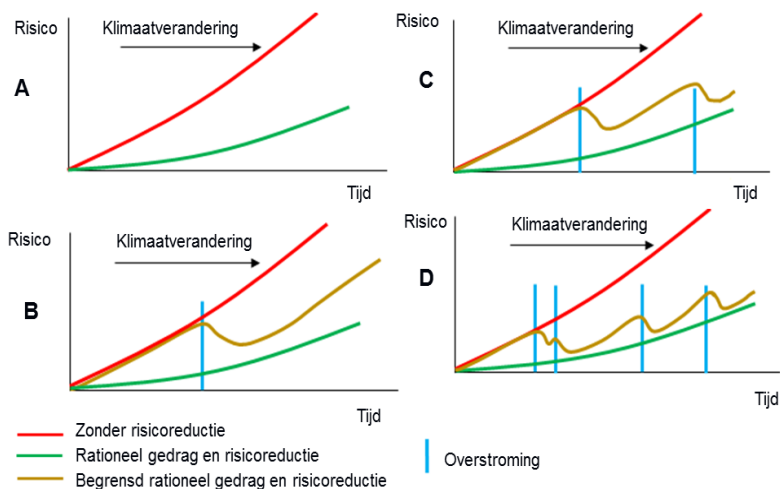 Risico
Klimaatverandering
A
Tijd
Risico
Klimaatverandering
C
Tijd
Risico
Klimaatverandering
B
Tijd
Risico
Klimaatverandering
D
Tijd
Zonder risicoreductie
Rationeel gedrag en risicoreductie
Begrensd rationeel gedrag en risicoreductie
Overstroming